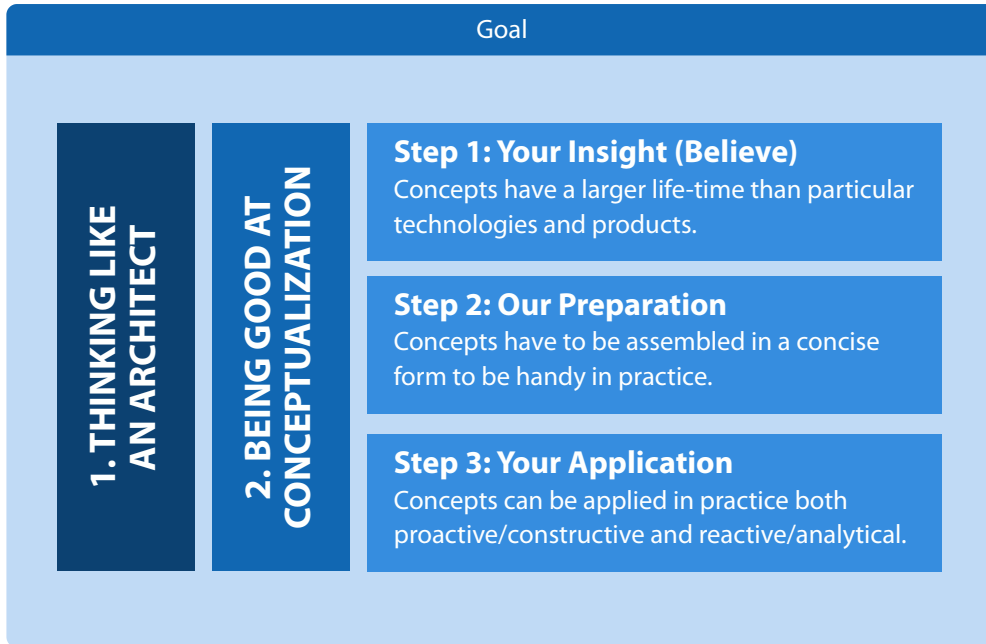 Goal
1. THINKING LIKE
AN ARCHITECT
2. BEING GOOD AT
CONCEPTUALIZATION
Step 1: Your Insight (Believe)
Concepts have a larger life-time than particular
technologies and products.
Step 2: Our Preparation
Concepts have to be assembled in a concise
form to be handy in practice.
Step 3: Your Application
Concepts can be applied in practice both
proactive/constructive and reactive/analytical.